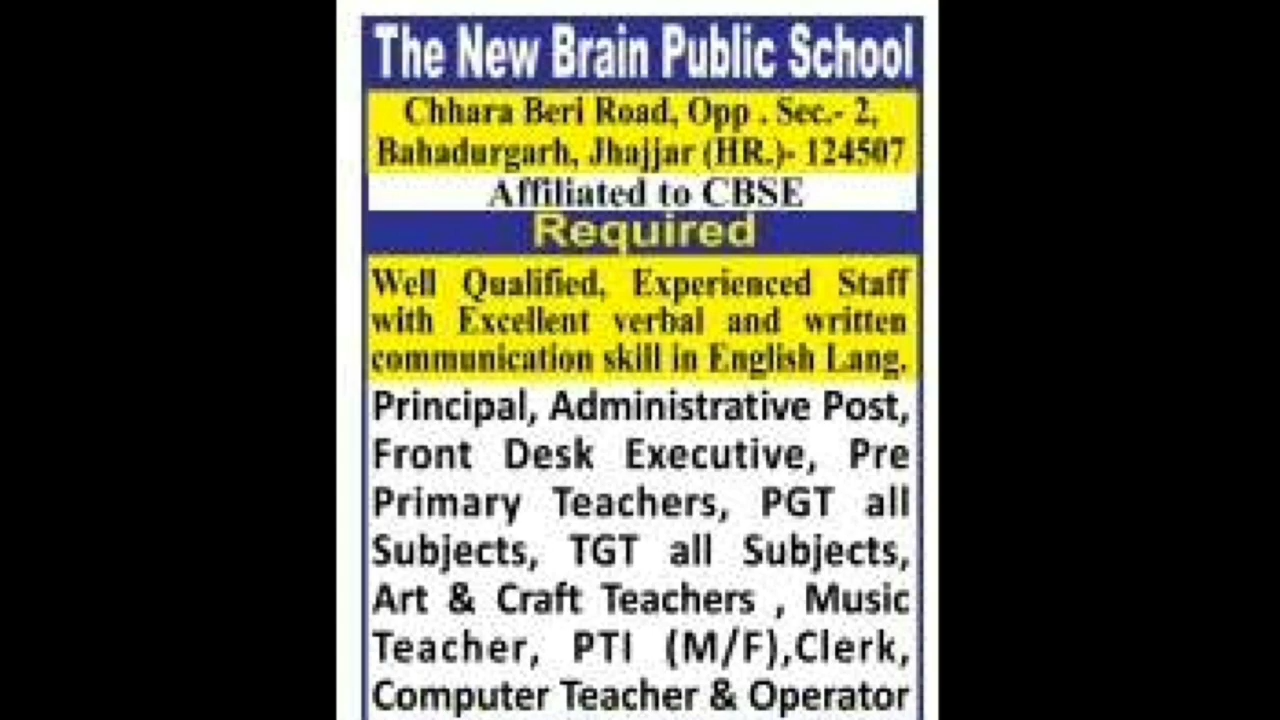 The New Brain Public School
Chhara Beri Road, Opp . Sec.- 2,
Bahadurgarh, Jhajjar (HR.)- 124507
Affiliated to CBSE
Required
Well Qualified, Experienced Staff
with Excellent verbal and written
communication skill in English Lang.
Principal, Administrative Post,
Front Desk Executive, Pre
Primary Teachers, PGT all
Subjects, TGT all Subjects,
Art & Craft Teachers , Music
Teacher, PTI (M/F),Clerk,
Computer Teacher & Operator